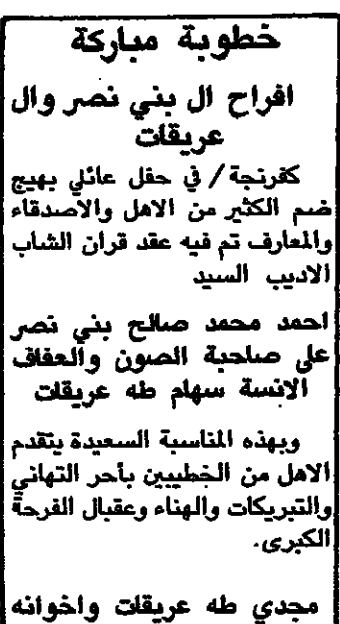 خطوبة مباركة
افراح ال بني نصر وال
عريقات
كفرنجة / في حفل عائلي بهيج
ضم الكثير من الاهل والاصدقاء
والمعارف تم فيه عقد قران الشاب
الاديب السيد
احمد محمد صالح بني نصر
على صاحبة الصون والعفاف
الانسة سهام طه عريقات
وبهذه المناسبة السعيدة يتقدم
الاهل من الخطيبين بأحر التهاني
والتبريكات والهناء وعقبال الفرحة
الكبرى.
مجدي طه عريقات واخوانه